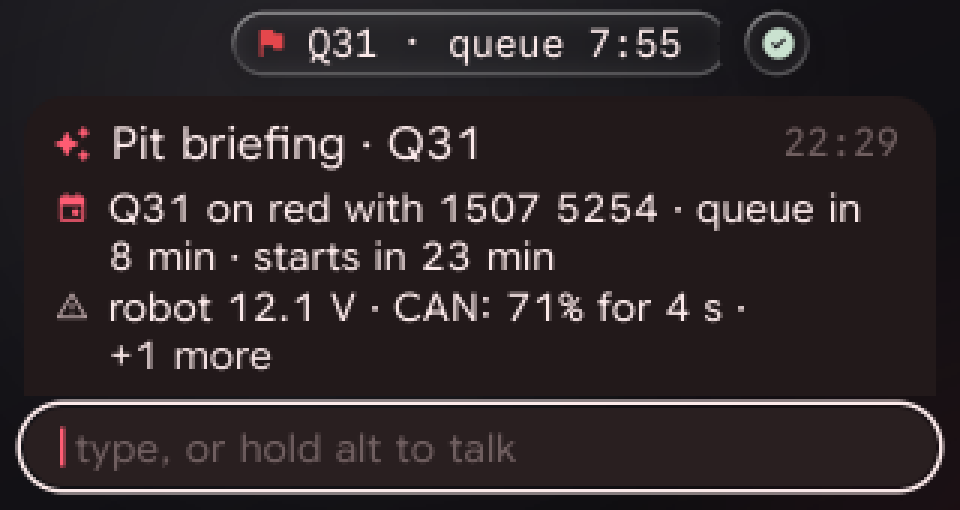 Q31 · queue 7:55
Pit briefing · Q31 22:29
Q31 on red with 1507 5254 · queue in
8 min · starts in 23 min
robot 12.1 V · CAN: 71% for 4 s ·
+1 more
type, or hold alt to talk